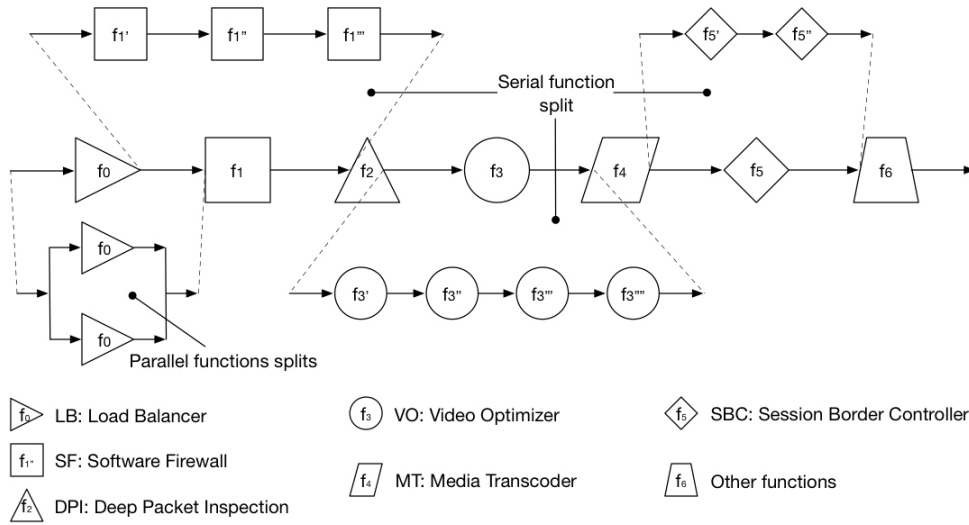 f1' f1" f1'" f5' f5"
Serial function
split
f0 f1 f2 f3 f4 f5 f6
f0
f3' f3" f3'" f3""
f0
Parallel functions splits
f0 LB: Load Balancer f3 VO: Video Optimizer f5 SBC: Session Border Controller
f1" SF: Software Firewall
f4 MT: Media Transcoder f6 Other functions
f2 DPI: Deep Packet Inspection